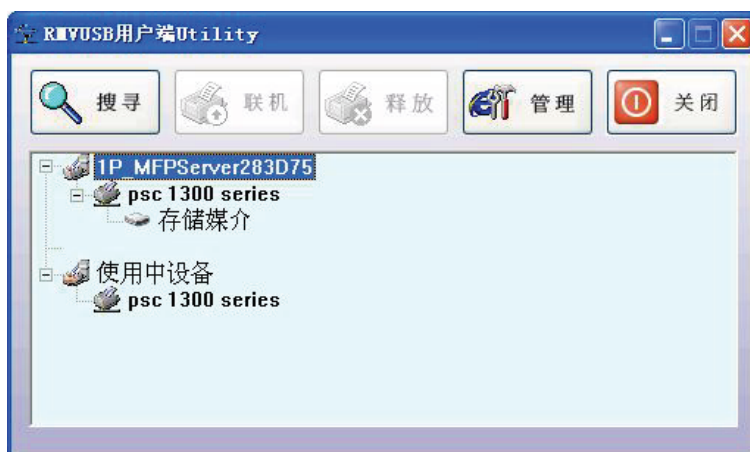 RMVUSB用户端Utility
搜寻 联机 释放 管理 关闭
1P_MFPServer283D75
psc 1300 series
存储媒介
使用中设备
psc 1300 series